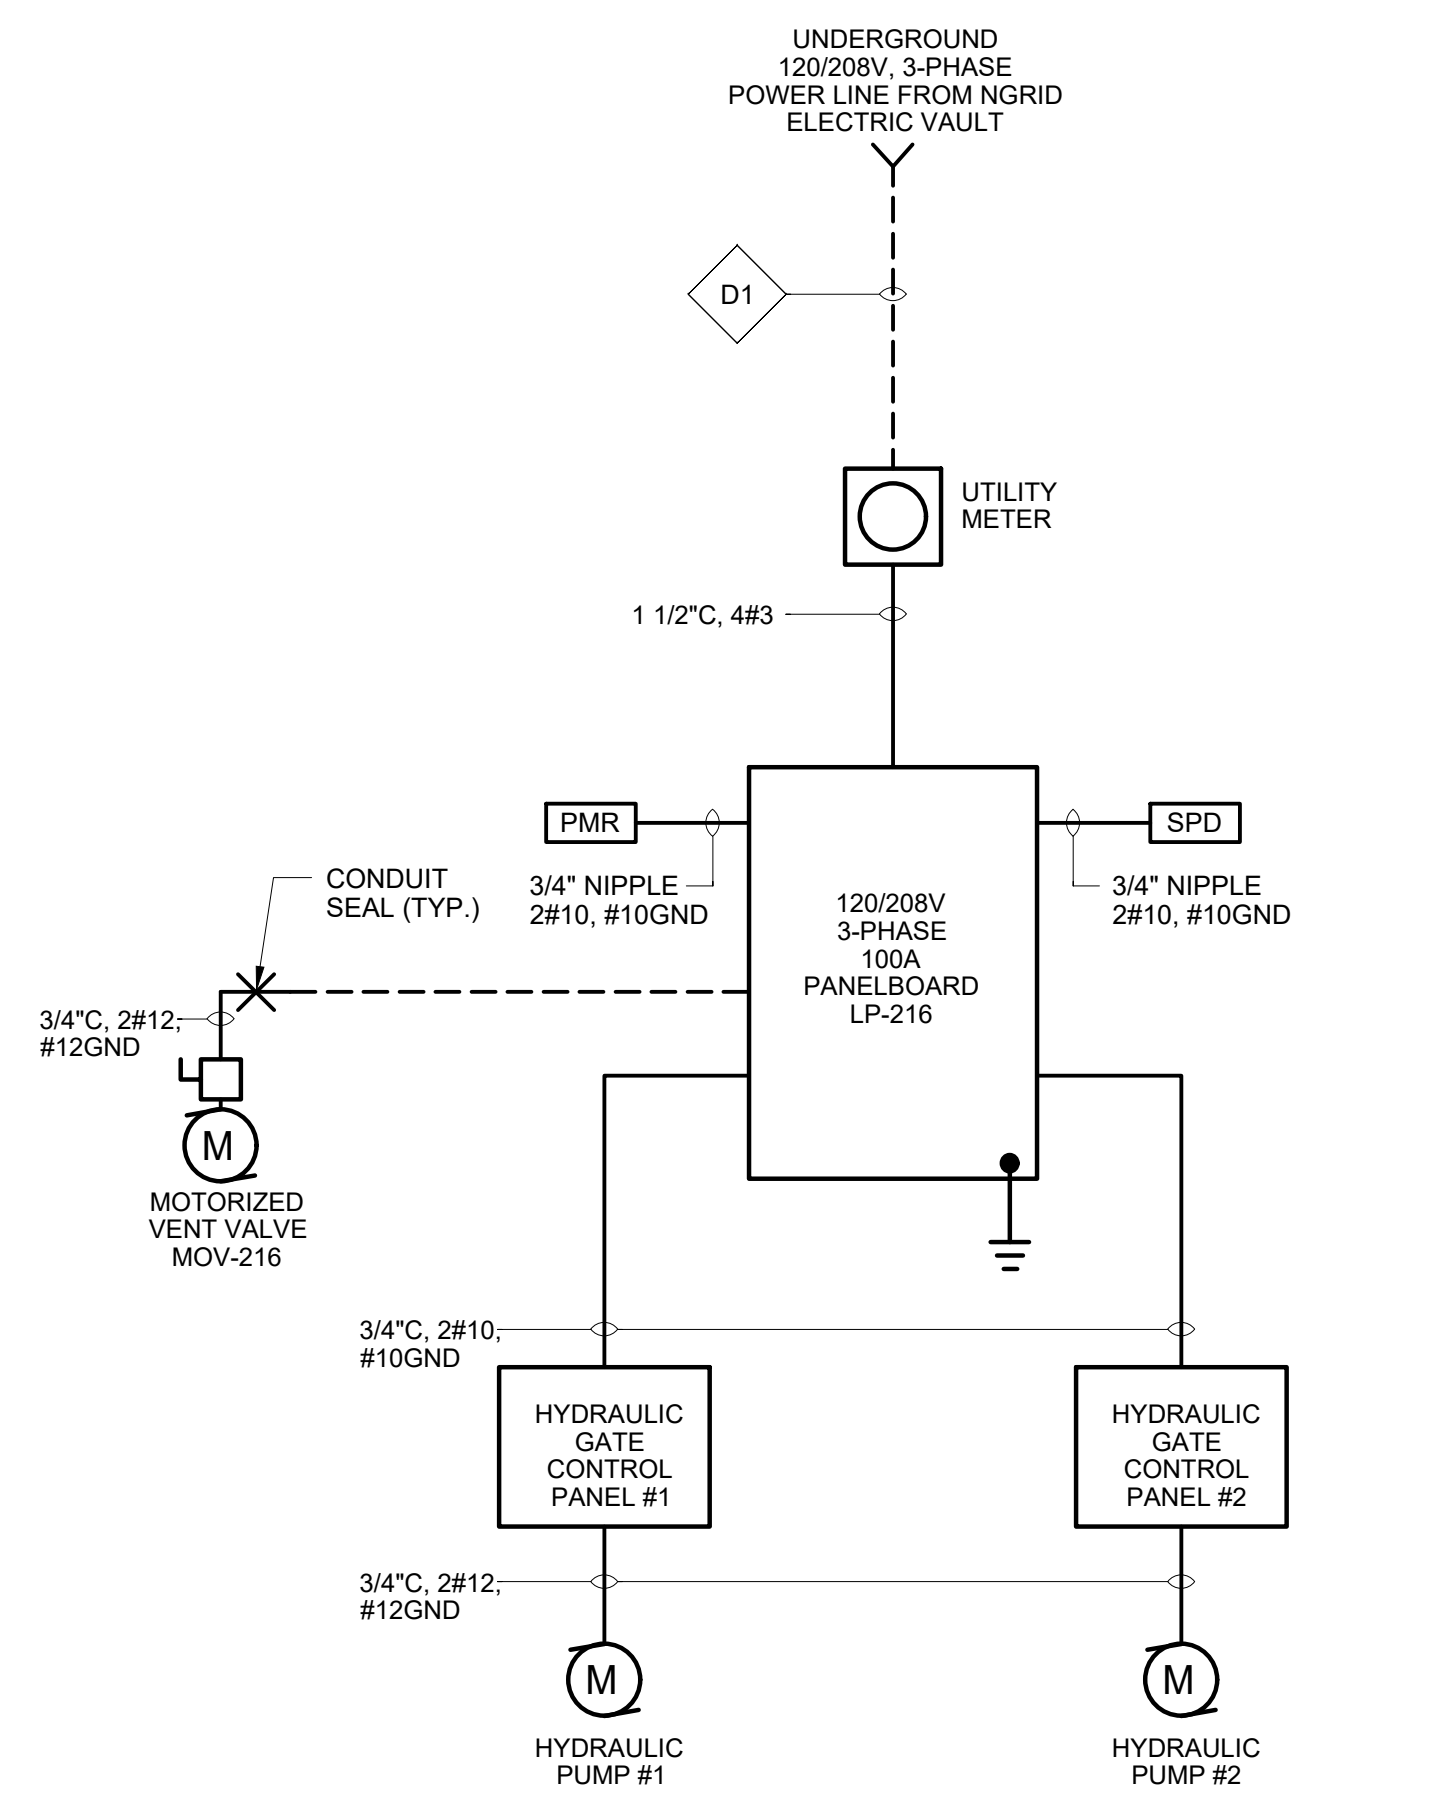 UNDERGROUND
120/208V, 3-PHASE
POWER LINE FROM NGRID
ELECTRIC VAULT
D1
UTILITY
METER
1 1/2"C, 4#3
PMR
SPD
3/4" NIPPLE
2#10, #10GND
3/4" NIPPLE
2#10, #10GND
CONDUIT
SEAL (TYP.)
120/208V
3-PHASE
100A
PANELBOARD
LP-216
3/4"C, 2#12,
#12GND
M
MOTORIZED
VENT VALVE
MOV-216
3/4"C, 2#10,
#10GND
HYDRAULIC
GATE
CONTROL
PANEL #1
HYDRAULIC
GATE
CONTROL
PANEL #2
3/4"C, 2#12,
#12GND
M
HYDRAULIC
PUMP #1
M
HYDRAULIC
PUMP #2